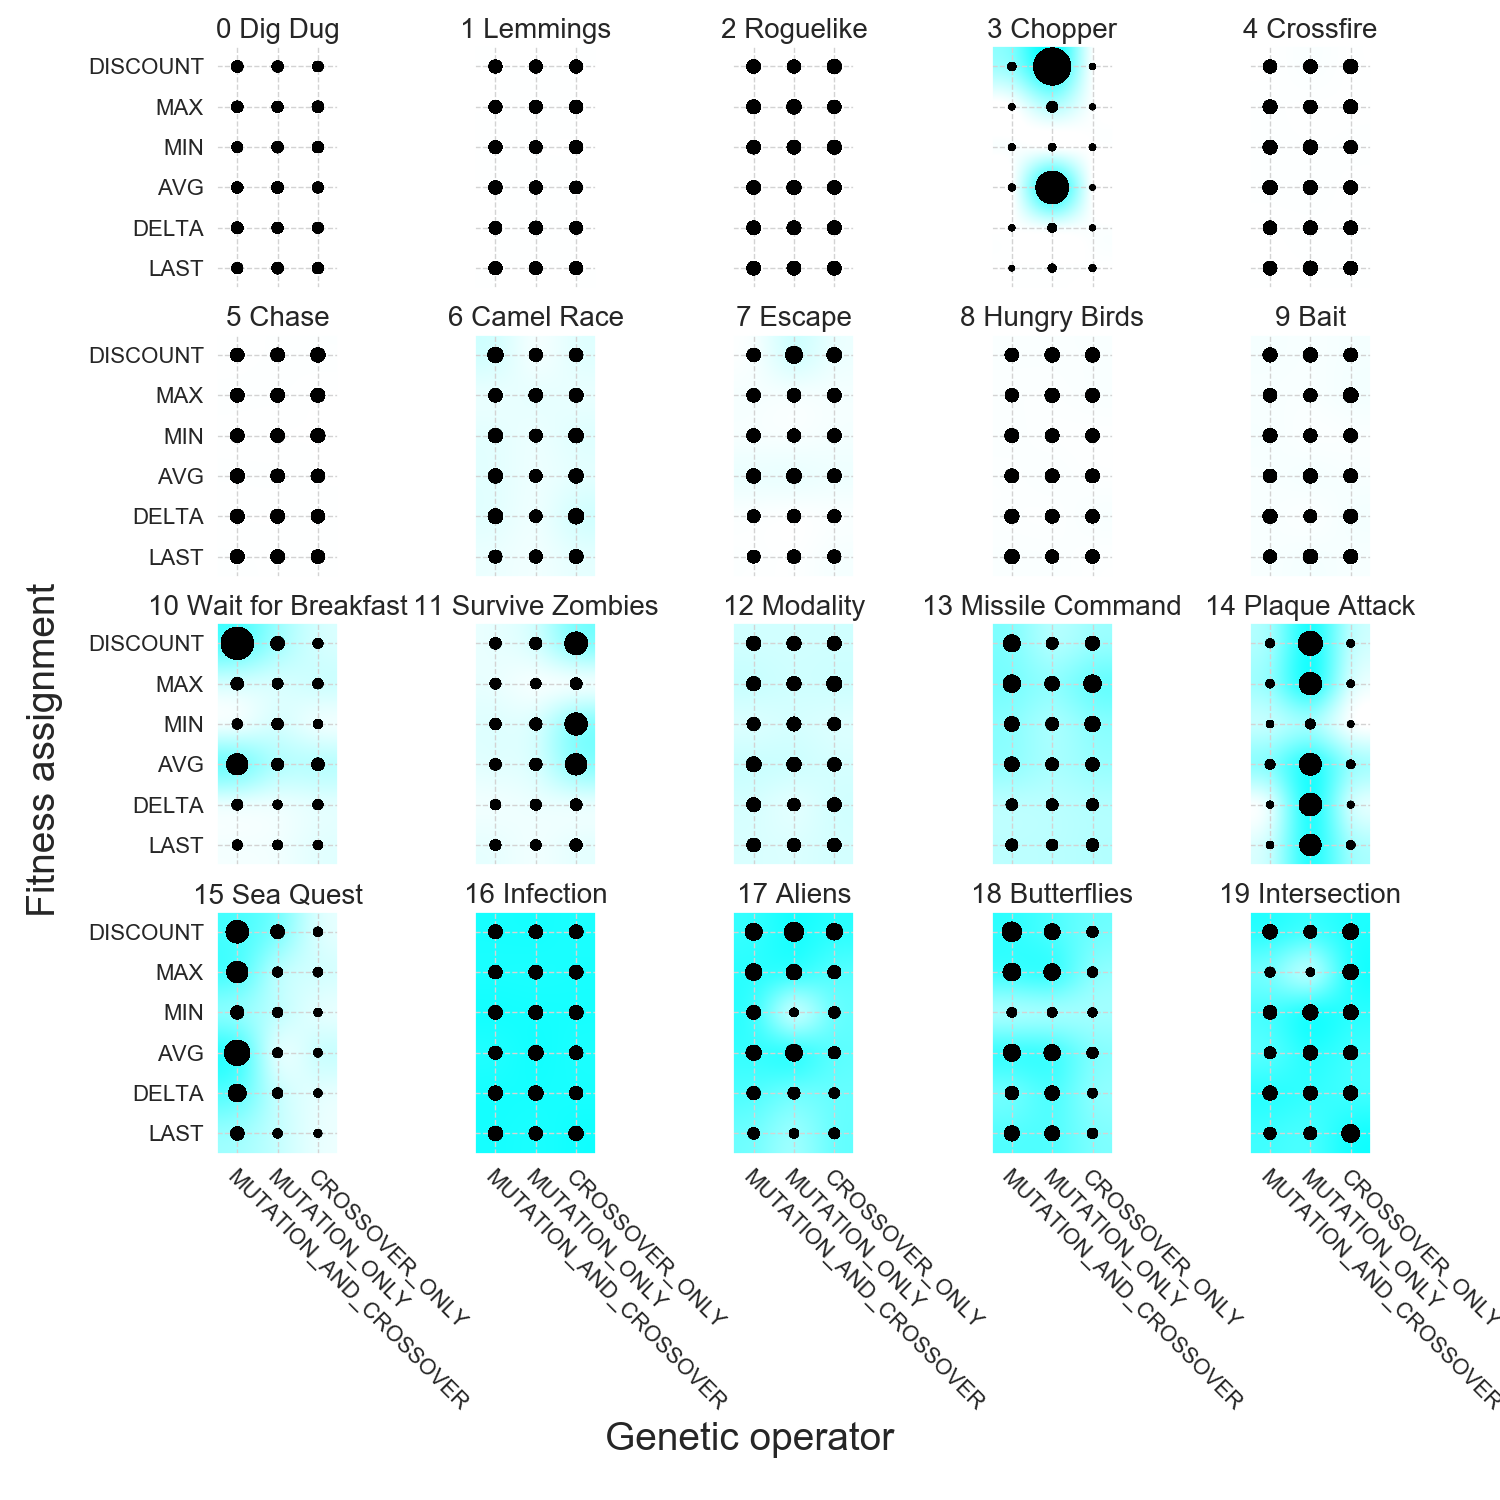 0 Dig Dug
1 Lemmings
2 Roguelike
3 Chopper
4 Crossfire
DISCOUNT
MAX
MIN
AVG
DELTA
LAST
5 Chase
6 Camel Race
7 Escape
8 Hungry Birds
9 Bait
DISCOUNT
MAX
MIN
AVG
DELTA
LAST
10 Wait for Breakfast
11 Survive Zombies
12 Modality
13 Missile Command
14 Plaque Attack
DISCOUNT
MAX
MIN
AVG
DELTA
LAST
15 Sea Quest
16 Infection
17 Aliens
18 Butterflies
19 Intersection
DISCOUNT
MAX
MIN
AVG
DELTA
LAST
MUTATION_AND_CROSSOVER
MUTATION_ONLY
CROSSOVER_ONLY
MUTATION_AND_CROSSOVER
MUTATION_ONLY
CROSSOVER_ONLY
MUTATION_AND_CROSSOVER
MUTATION_ONLY
CROSSOVER_ONLY
MUTATION_AND_CROSSOVER
MUTATION_ONLY
CROSSOVER_ONLY
MUTATION_AND_CROSSOVER
MUTATION_ONLY
CROSSOVER_ONLY
Fitness assignment
Genetic operator